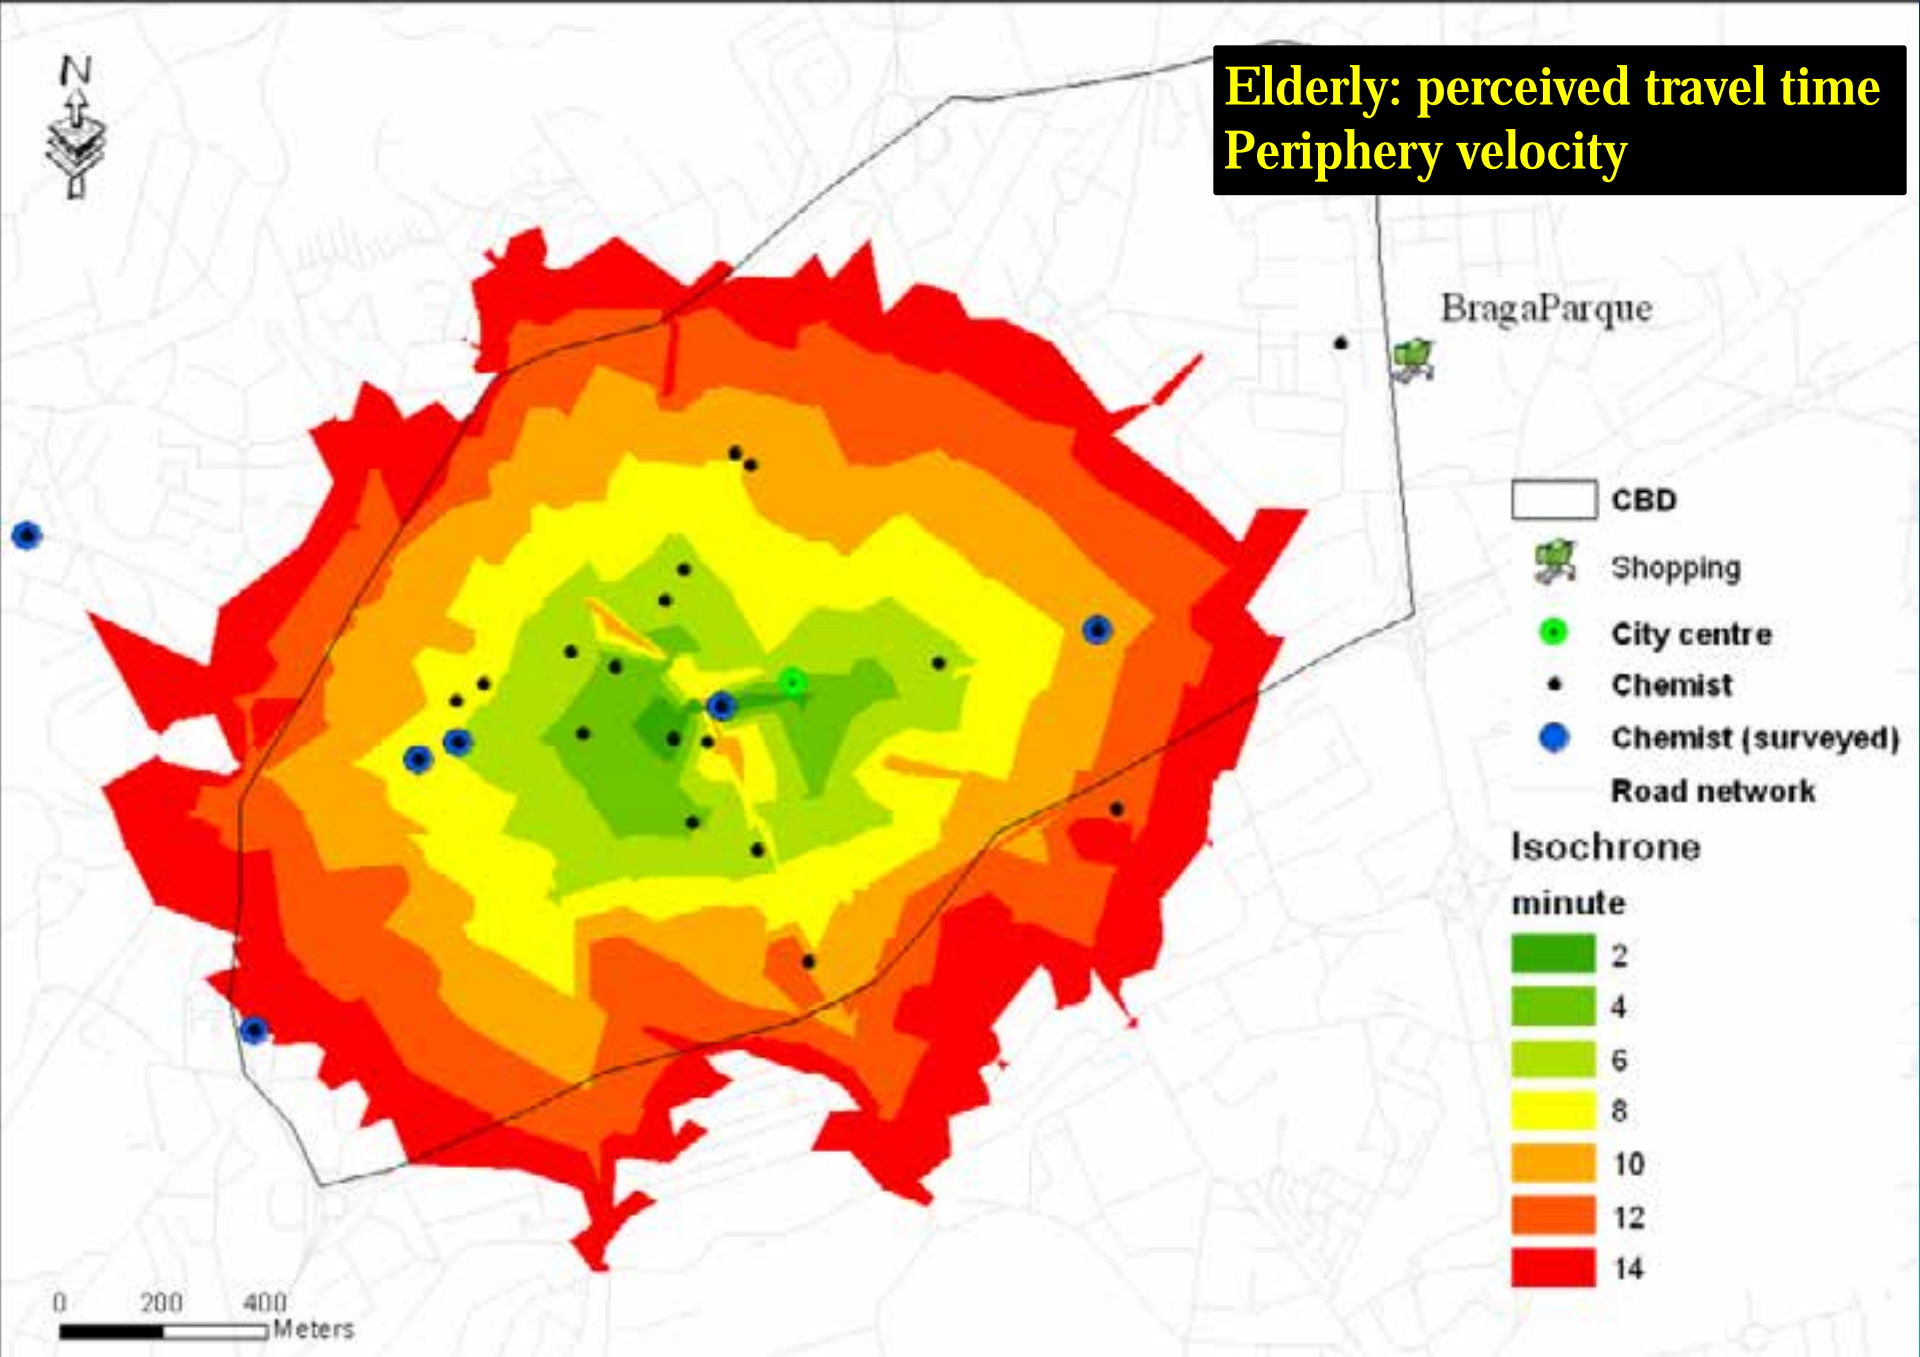 N
Elderly: perceived travel time
Periphery velocity
BragaParque
CBD
Shopping
City centre
Chemist
Chemist (surveyed)
Road network
Isochrone
minute
2
4
6
8
10
12
14
0 200 400
Meters